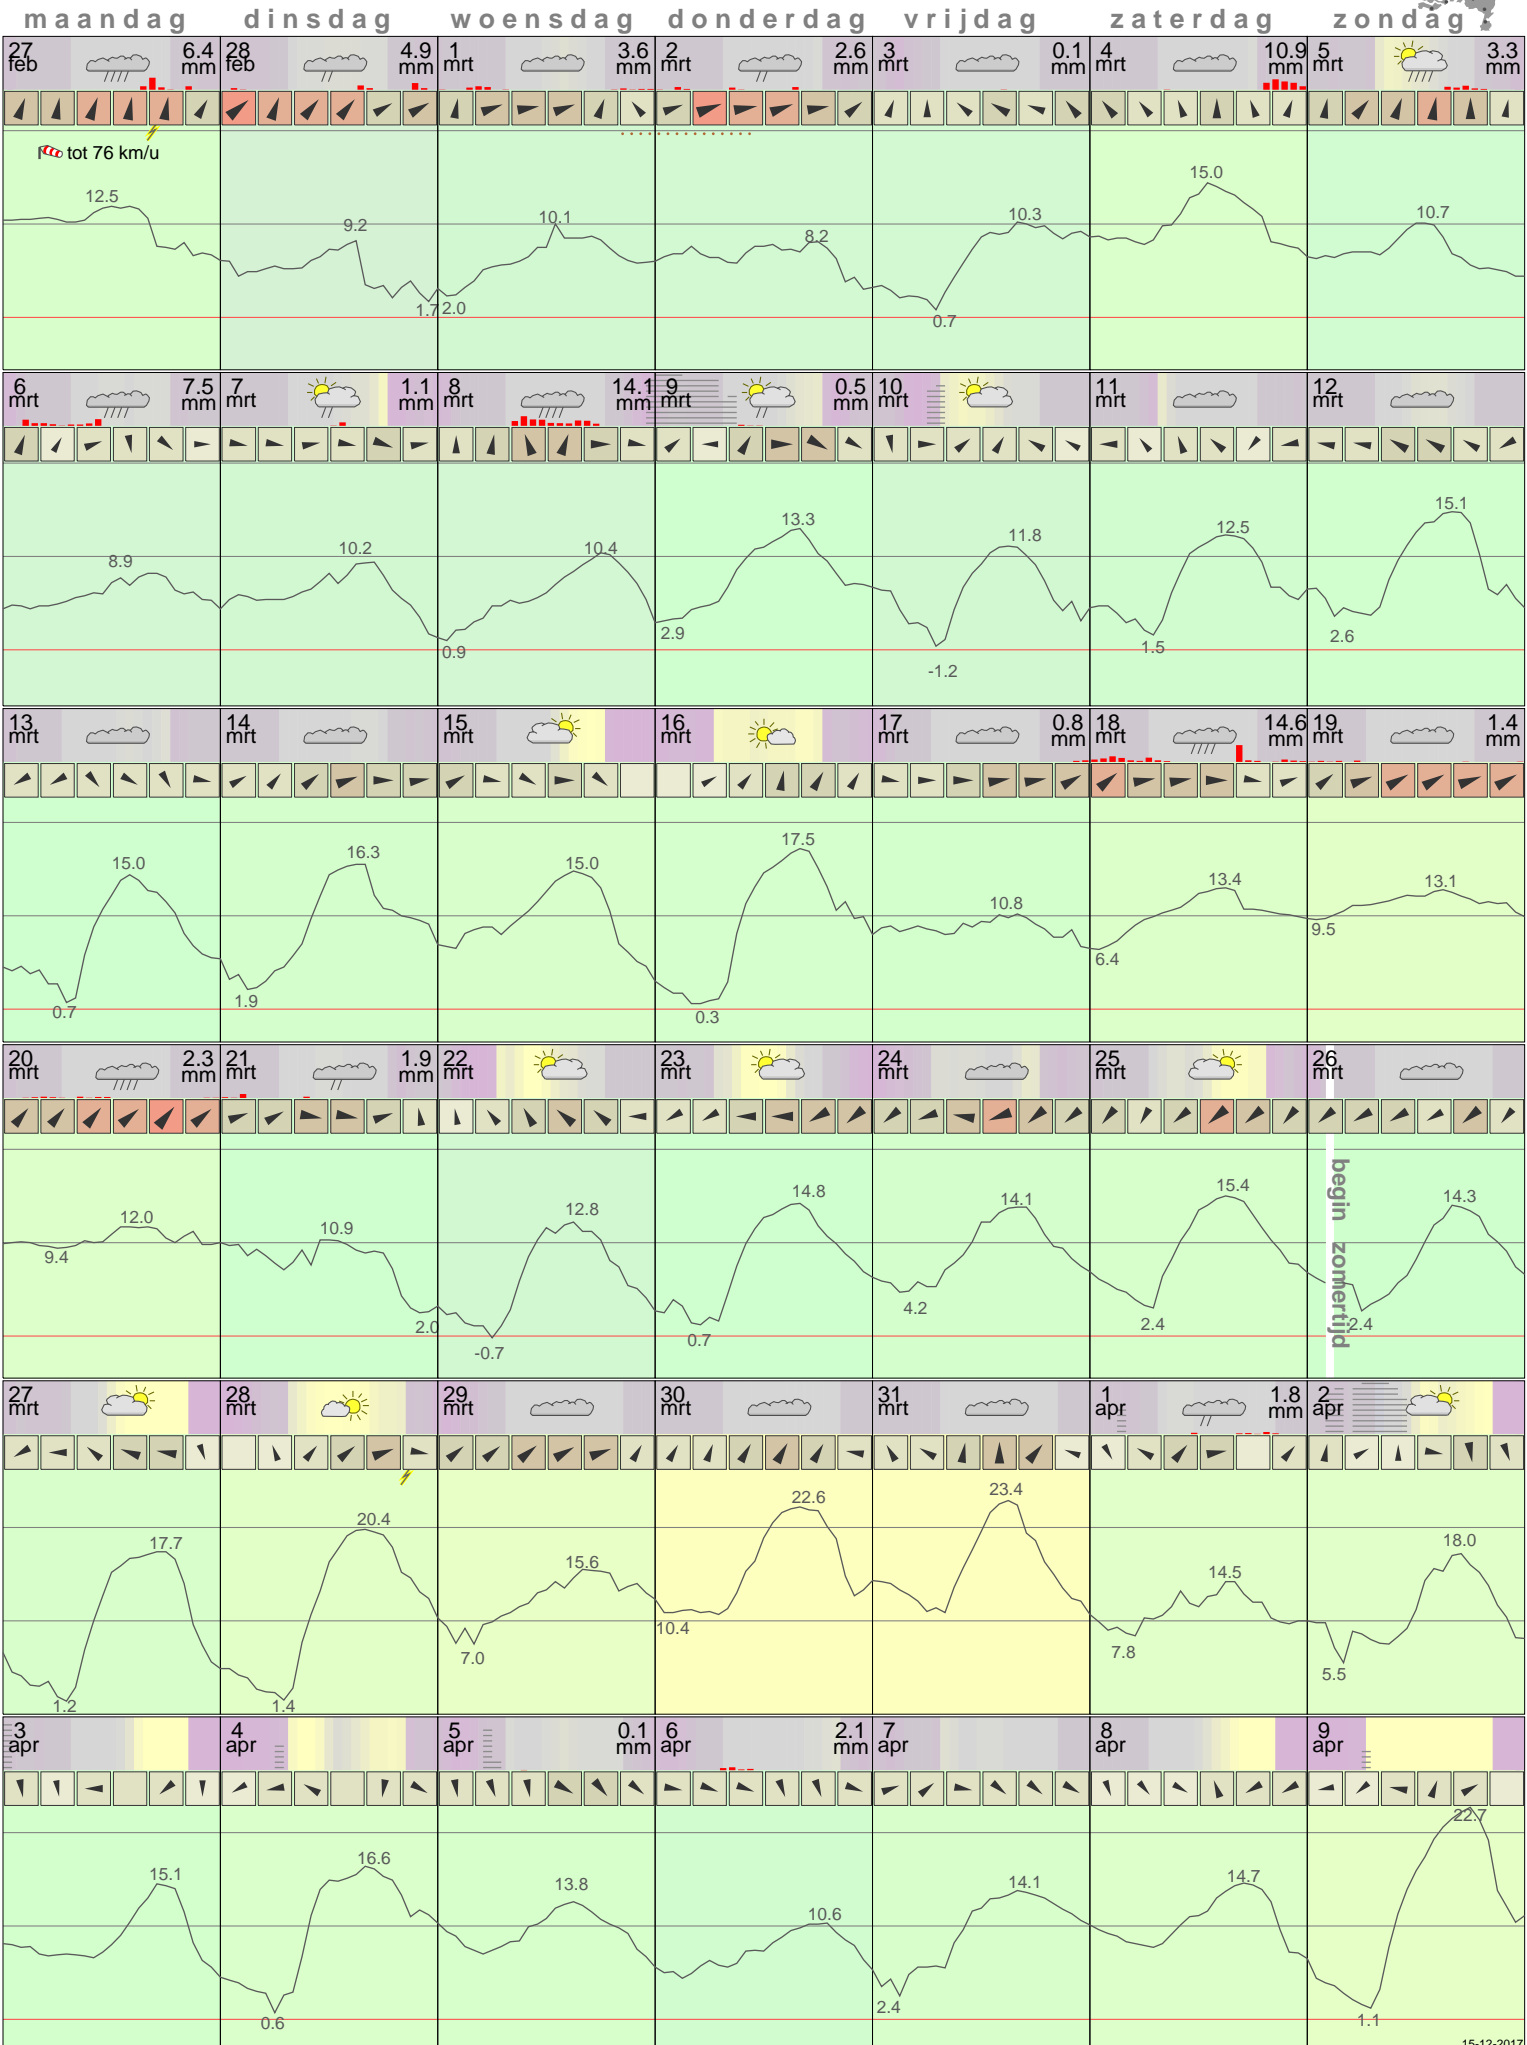 maandag dinsdag woensdag donderdag vrijdag zaterdag zondag
27 feb 6.4 mm 28 feb 4.9 mm 1 mrt 3.6 mm 2 mrt 2.6 mm 3 mrt 0.1 mm 4 mrt 10.9 mm 5 mrt 3.3 mm
tot 76 km/u
12.5 9.2 1.7 2.0 10.1 8.2 0.7 10.3 15.0 10.7
6 mrt 7.5 mm 7 mrt 1.1 mm 8 mrt 14.1 9 mrt 0.5 mm 10 mrt 11 mrt 12 mrt
8.9 10.2 0.9 10.4 2.9 13.3 -1.2 11.8 1.5 12.5 2.6 15.1
13 mrt 14 mrt 15 mrt 16 mrt 17 mrt 0.8 mm 18 mrt 14.6 mm 19 mrt 1.4 mm
0.7 15.0 1.9 16.3 15.0 0.3 17.5 10.8 6.4 13.4 9.5 13.1
20 mrt 2.3 mm 21 mrt 1.9 mm 22 mrt 23 mrt 24 mrt 25 mrt 26 mrt
9.4 12.0 10.9 2.0 -0.7 12.8 0.7 14.8 4.2 14.1 2.4 15.4 2.4 14.3
begin zomertijd
27 mrt 28 mrt 29 mrt 30 mrt 31 mrt 1 apr 1.8 mm 2 apr
1.2 17.7 1.4 20.4 7.0 15.6 10.4 22.6 23.4 7.8 14.5 5.5 18.0
3 apr 4 apr 5 apr 0.1 mm 6 apr 2.1 mm 7 apr 8 apr 9 apr
15.1 0.6 16.6 13.8 10.6 2.4 14.1 14.7 1.1 22.7
15-12-2017